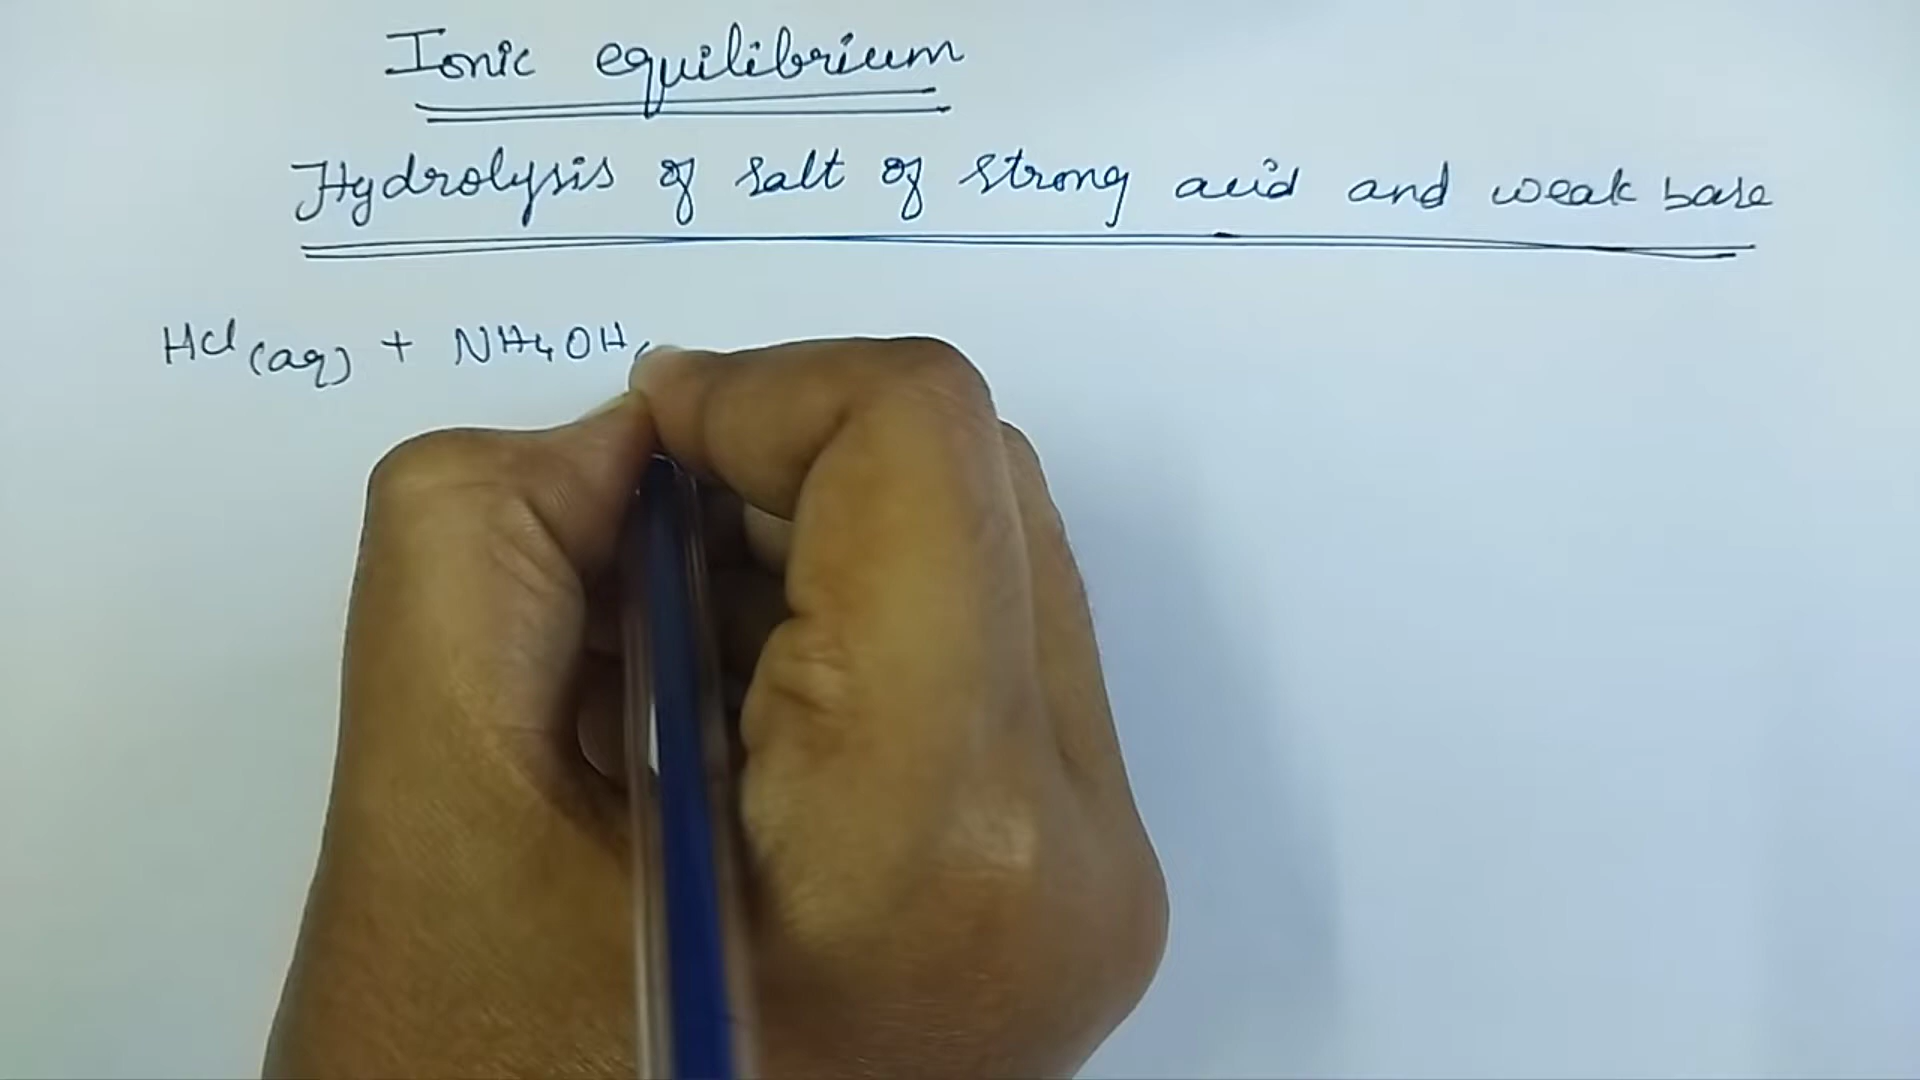 Ionic equilibrium
Hydrolysis of salt of strong acid and weak base
HCl (aq) + NH4OH (